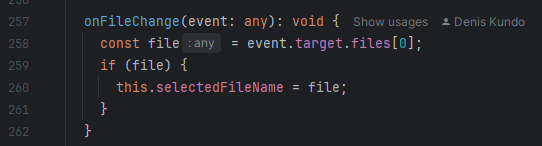 257 onFileChange(event: any): void { Show usages Denis Kundo
258 const file : any = event.target.files[0];
259 if (file) {
260 this.selectedFileName = file;
261 }
262 }